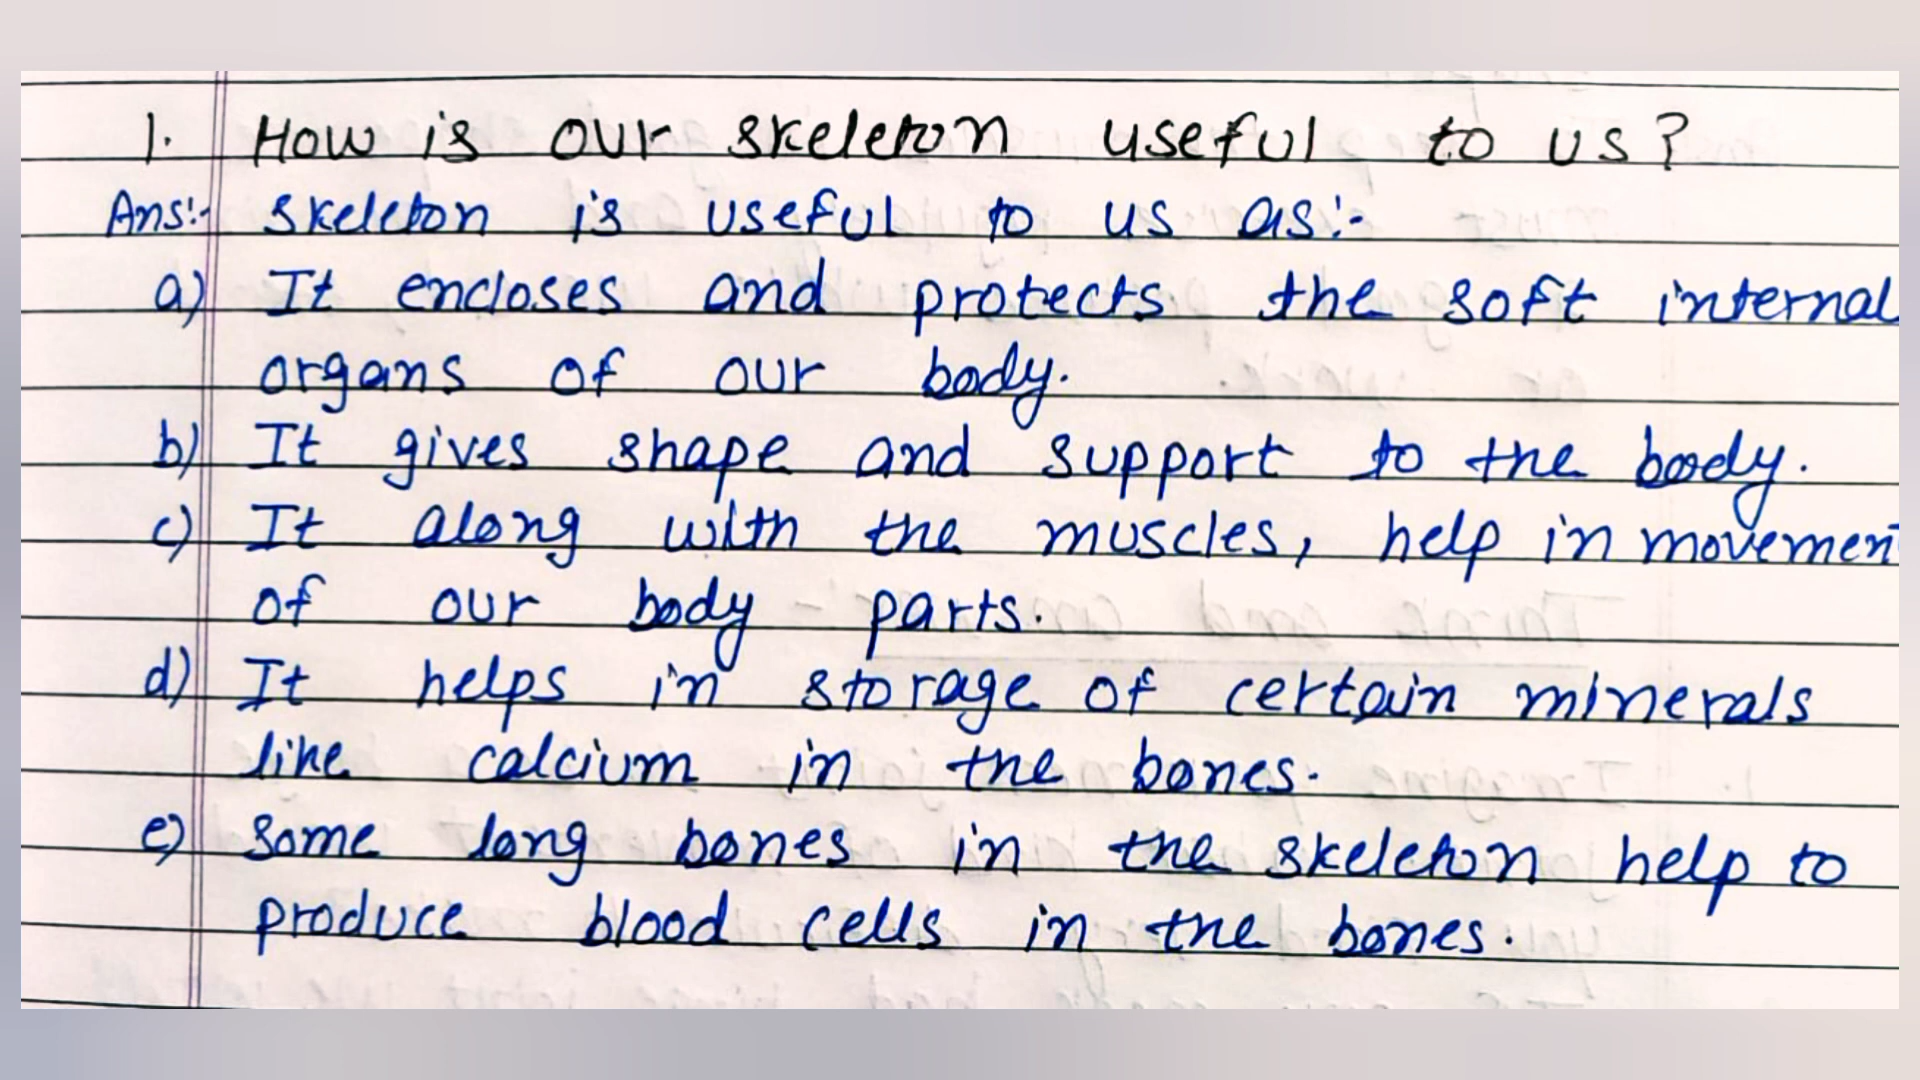 1. How is our skeleton useful to us?
Ans:- skeleton is useful to us as:-
a) It encloses and protects the soft internal
organs of our body.
b) It gives shape and support to the body.
c) It along with the muscles, help in movemen
of our body parts.
d) It helps in storage of certain minerals
like calcium in the bones.
e) Some long bones in the skeleton help to
produce blood cells in the bones.